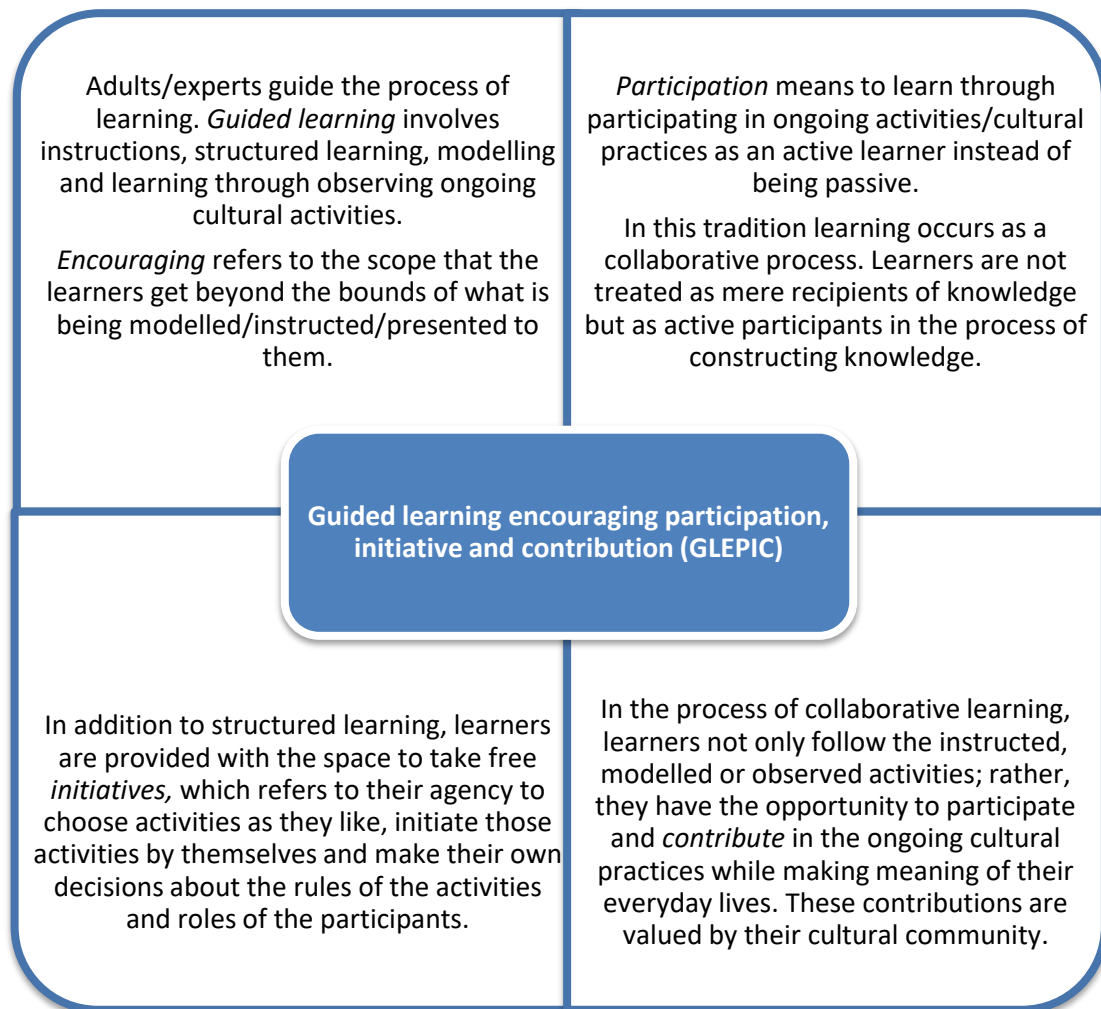 Adults/experts guide the process of
learning. Guided learning involves
instructions, structured learning, modelling
and learning through observing ongoing
cultural activities.
Encouraging refers to the scope that the
learners get beyond the bounds of what is
being modelled/instructed/presented to
them.
Participation means to learn through
participating in ongoing activities/cultural
practices as an active learner instead of
being passive.
In this tradition learning occurs as a
collaborative process. Learners are not
treated as mere recipients of knowledge
but as active participants in the process of
constructing knowledge.
Guided learning encouraging participation,
initiative and contribution (GLEPIC)
In addition to structured learning, learners
are provided with the space to take free
initiatives, which refers to their agency to
choose activities as they like, initiate those
activities by themselves and make their own
decisions about the rules of the activities
and roles of the participants.
In the process of collaborative learning,
learners not only follow the instructed,
modelled or observed activities; rather,
they have the opportunity to participate
and contribute in the ongoing cultural
practices while making meaning of their
everyday lives. These contributions are
valued by their cultural community.